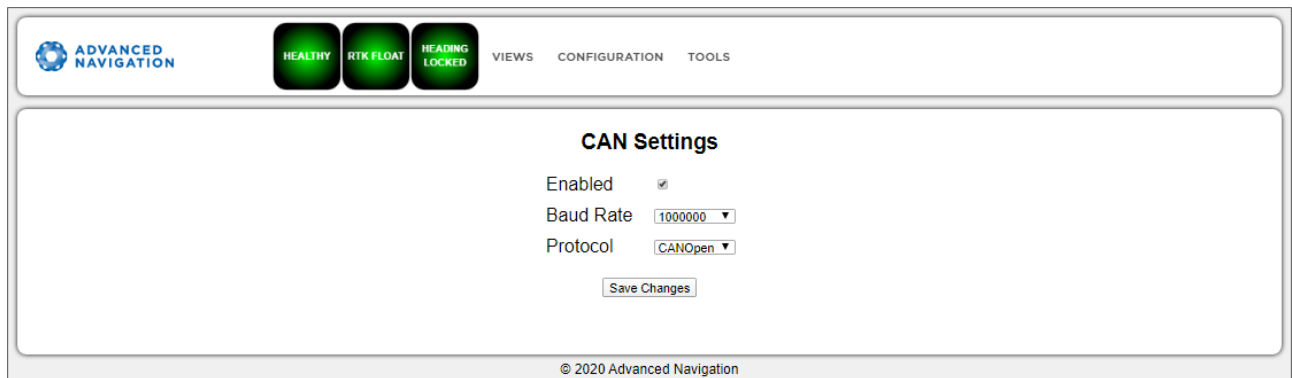 ADVANCED
NAVIGATION
HEALTHY
RTK FLOAT
HEADING
LOCKED
VIEWS CONFIGURATION TOOLS
CAN Settings
Enabled
Baud Rate 1000000
Protocol CANOpen
Save Changes
© 2020 Advanced Navigation